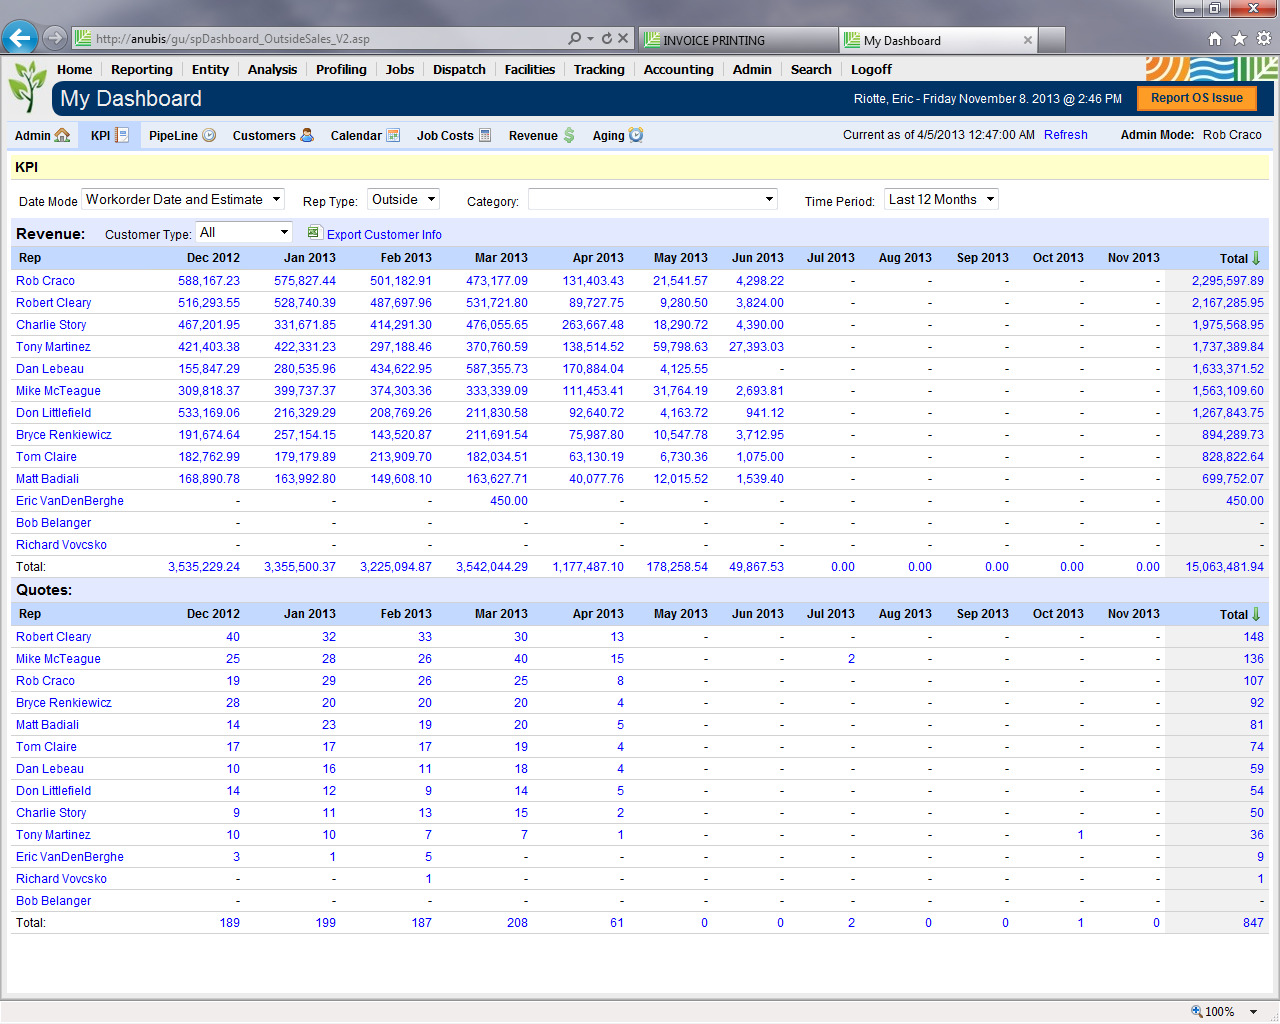 http://anubis/gu/spDashboard_OutsideSales_V2.asp INVOICE PRINTING My Dashboard
Home Reporting Entity Analysis Profiling Jobs Dispatch Facilities Tracking Accounting Admin Search Logoff
My Dashboard Riotte, Eric - Friday November 8. 2013 @ 2:46 PM Report OS Issue
Admin KPI PipeLine Customers Calendar Job Costs Revenue Aging Current as of 4/5/2013 12:47:00 AM Refresh Admin Mode: Rob Craco
KPI
Date Mode Workorder Date and Estimate Rep Type: Outside Category: Time Period: Last 12 Months
Revenue: Customer Type: All Export Customer Info
Rep Dec 2012 Jan 2013 Feb 2013 Mar 2013 Apr 2013 May 2013 Jun 2013 Jul 2013 Aug 2013 Sep 2013 Oct 2013 Nov 2013 Total
Rob Craco 588,167.23 575,827.44 501,182.91 473,177.09 131,403.43 21,541.57 4,298.22 - - - - - 2,295,597.89
Robert Cleary 516,293.55 528,740.39 487,697.96 531,721.80 89,727.75 9,280.50 3,824.00 - - - - - 2,167,285.95
Charlie Story 467,201.95 331,671.85 414,291.30 476,055.65 263,667.48 18,290.72 4,390.00 - - - - - 1,975,568.95
Tony Martinez 421,403.38 422,331.23 297,188.46 370,760.59 138,514.52 59,798.63 27,393.03 - - - - - 1,737,389.84
Dan Lebeau 155,847.29 280,535.96 434,622.95 587,355.73 170,884.04 4,125.55 - - - - - - 1,633,371.52
Mike McTeague 309,818.37 399,737.37 374,303.36 333,339.09 111,453.41 31,764.19 2,693.81 - - - - - 1,563,109.60
Don Littlefield 533,169.06 216,329.29 208,769.26 211,830.58 92,640.72 4,163.72 941.12 - - - - - 1,267,843.75
Bryce Renkiewicz 191,674.64 257,154.15 143,520.87 211,691.54 75,987.80 10,547.78 3,712.95 - - - - - 894,289.73
Tom Claire 182,762.99 179,179.89 213,909.70 182,034.51 63,130.19 6,730.36 1,075.00 - - - - - 828,822.64
Matt Badiali 168,890.78 163,992.80 149,608.10 163,627.71 40,077.76 12,015.52 1,539.40 - - - - - 699,752.07
Eric VanDenBerghe - - - 450.00 - - - - - - - - 450.00
Bob Belanger - - - - - - - - - - - - -
Richard Vovcsko - - - - - - - - - - - - -
Total: 3,535,229.24 3,355,500.37 3,225,094.87 3,542,044.29 1,177,487.10 178,258.54 49,867.53 0.00 0.00 0.00 0.00 0.00 15,063,481.94
Quotes:
Rep Dec 2012 Jan 2013 Feb 2013 Mar 2013 Apr 2013 May 2013 Jun 2013 Jul 2013 Aug 2013 Sep 2013 Oct 2013 Nov 2013 Total
Robert Cleary 40 32 33 30 13 - - - - - - - 148
Mike McTeague 25 28 26 40 15 - - 2 - - - - 136
Rob Craco 19 29 26 25 8 - - - - - - - 107
Bryce Renkiewicz 28 20 20 20 4 - - - - - - - 92
Matt Badiali 14 23 19 20 5 - - - - - - - 81
Tom Claire 17 17 17 19 4 - - - - - - - 74
Dan Lebeau 10 16 11 18 4 - - - - - - - 59
Don Littlefield 14 12 9 14 5 - - - - - - - 54
Charlie Story 9 11 13 15 2 - - - - - - - 50
Tony Martinez 10 10 7 7 1 - - - - - 1 - 36
Eric VanDenBerghe 3 1 5 - - - - - - - - - 9
Richard Vovcsko - - 1 - - - - - - - - - 1
Bob Belanger - - - - - - - - - - - - -
Total: 189 199 187 208 61 0 0 2 0 0 1 0 847
100%